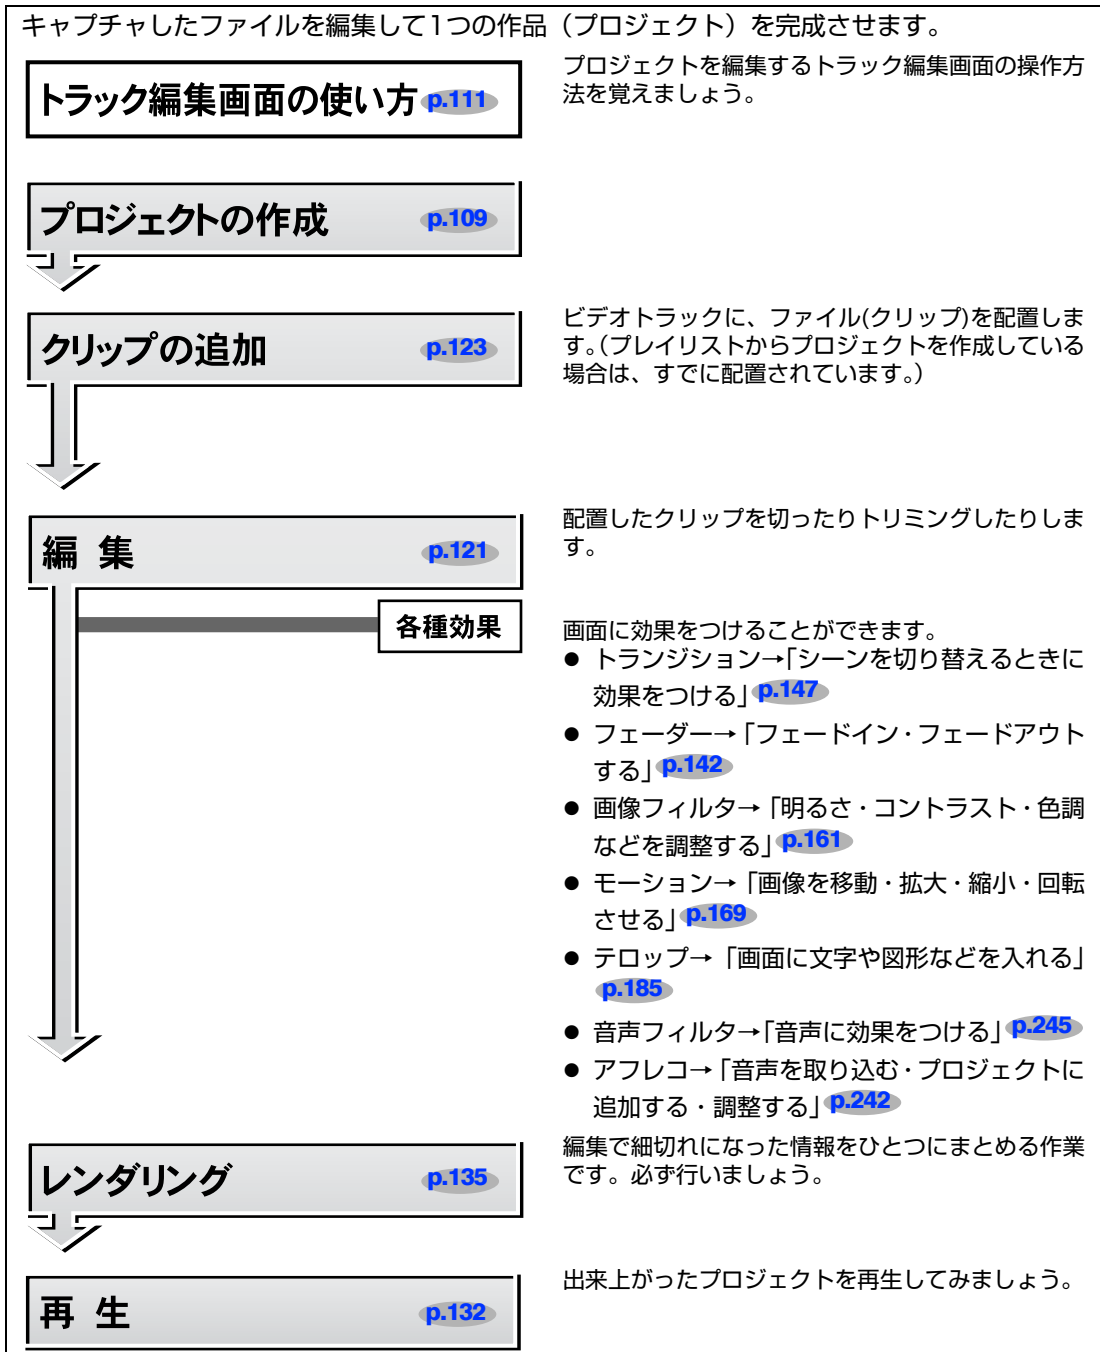 キャプチャしたファイルを編集して1つの作品（プロジェクト）を完成させます。
トラック編集画面の使い方 p.111
プロジェクトを編集するトラック編集画面の操作方
法を覚えましょう。
プロジェクトの作成 p.109
クリップの追加 p.123
ビデオトラックに、ファイル(クリップ)を配置しま
す。（プレイリストからプロジェクトを作成している
場合は、すでに配置されています。）
編 集 p.121
配置したクリップを切ったりトリミングしたりしま
す。
各種効果
画面に効果をつけることができます。
● トランジション→「シーンを切り替えるときに
効果をつける」p.147
● フェーダー→「フェードイン・フェードアウト
する」p.142
● 画像フィルタ→「明るさ・コントラスト・色調
などを調整する」p.161
● モーション→「画像を移動・拡大・縮小・回転
させる」p.169
● テロップ→「画面に文字や図形などを入れる」
p.185
● 音声フィルタ→「音声に効果をつける」p.245
● アフレコ→「音声を取り込む・プロジェクトに
追加する・調整する」p.242
レンダリング p.135
編集で細切れになった情報をひとつにまとめる作業
です。必ず行いましょう。
再 生 p.132
出来上がったプロジェクトを再生してみましょう。